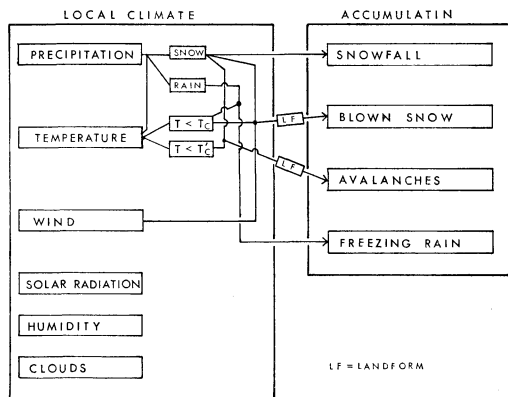 LOCAL CLIMATE
ACCUMULATIN
PRECIPITATION
SNOW
SNOWFALL
RAIN
LF
BLOWN SNOW
T < Tc
TEMPERATURE
T < T'c
LF
AVALANCHES
WIND
FREEZING RAIN
SOLAR RADIATION
HUMIDITY
CLOUDS
LF = LANDFORM